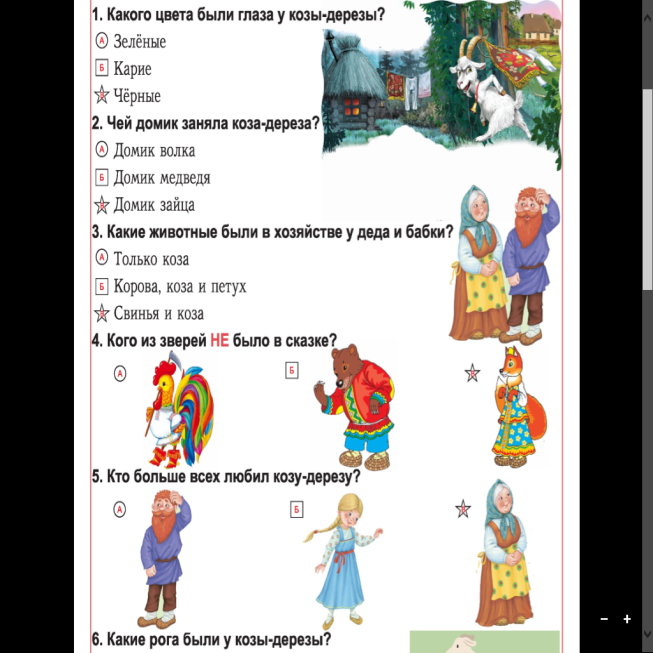 1. Какого цвета были глаза у козы-дерезы?
А Зелёные
Б Карие
В Чёрные
2. Чей домик заняла коза-дереза?
А Домик волка
Б Домик медведя
В Домик зайца
3. Какие животные были в хозяйстве у деда и бабки?
А Только коза
Б Корова, коза и петух
В Свинья и коза
4. Кого из зверей НЕ было в сказке?
А Б В
5. Кто больше всех любил козу-дерезу?
А Б В
6. Какие рога были у козы-дерезы?